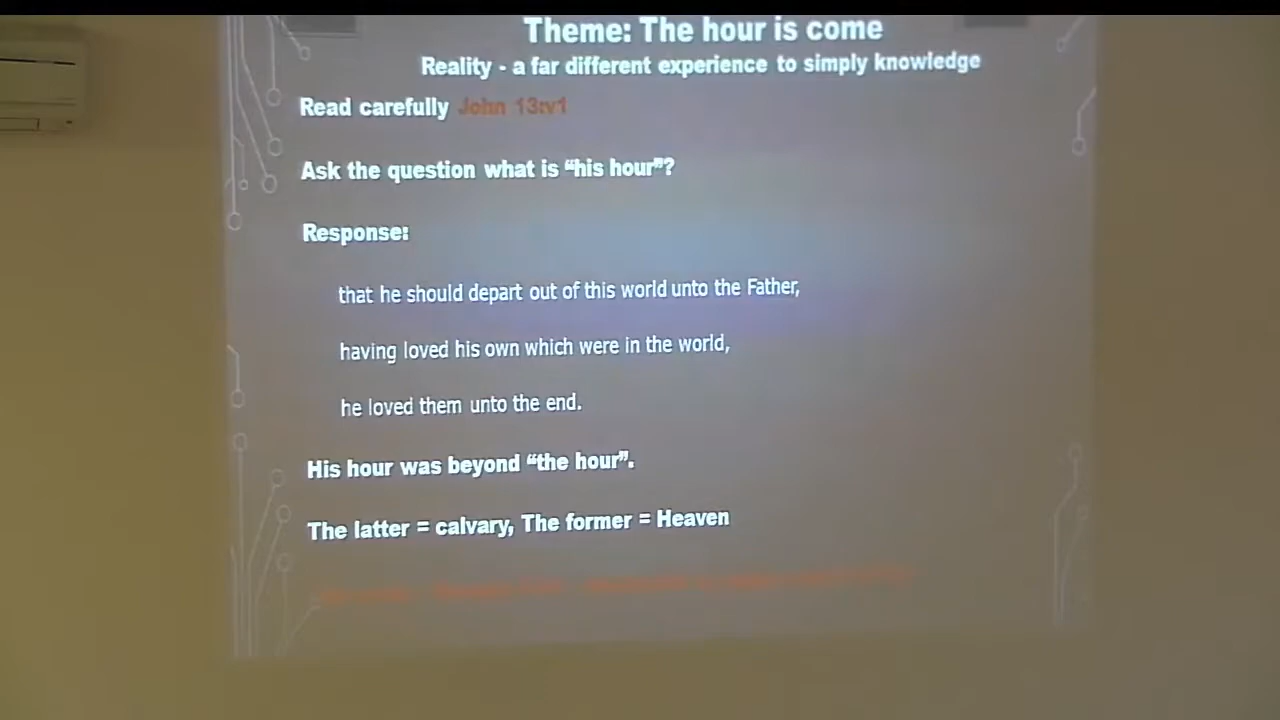 Theme: The hour is come
Reality - a far different experience to simply knowledge
Read carefully John 13:v1
Ask the question what is “his hour”?
Response:
that he should depart out of this world unto the Father,
having loved his own which were in the world,
he loved them unto the end.
His hour was beyond “the hour”.
The latter = calvary, The former = Heaven